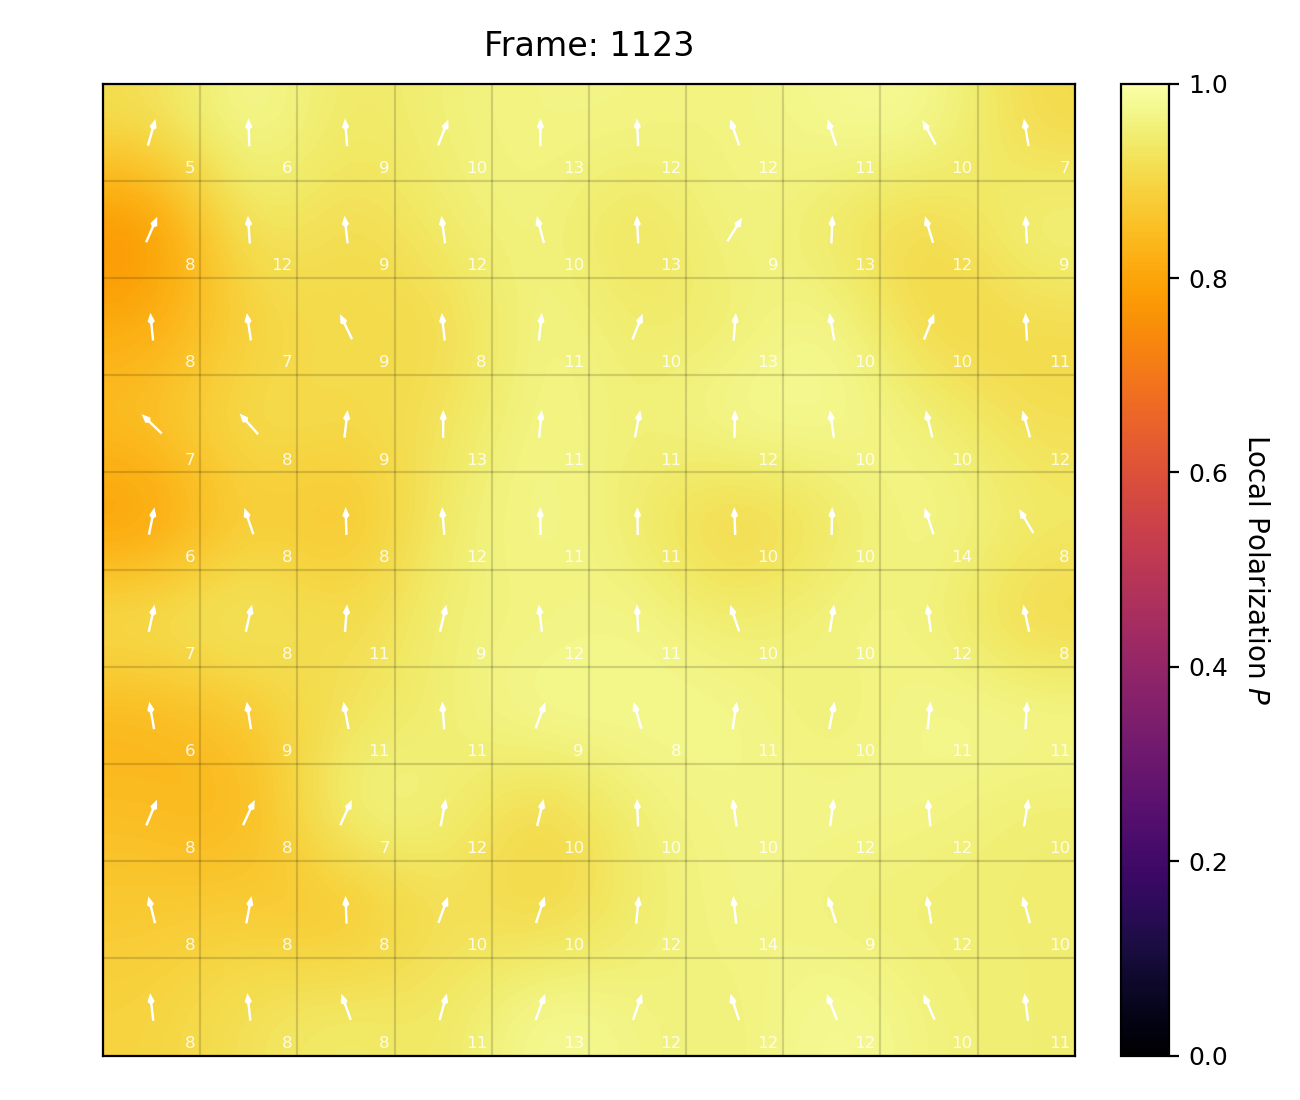 Frame: 1123
5 6 9 10 13 12 12 11 10 7
8 12 9 12 10 13 9 13 12 9
8 7 9 8 11 10 13 10 10 11
7 8 9 13 11 11 12 10 10 12
6 8 8 12 11 11 10 10 14 8
7 8 11 9 12 11 10 10 12 8
6 9 11 11 9 8 11 10 11 11
8 8 7 12 10 10 10 12 12 10
8 8 8 10 10 12 14 9 12 10
8 8 8 11 13 12 12 12 10 11
1.0
0.8
0.6
0.4
0.2
0.0
Local Polarization P